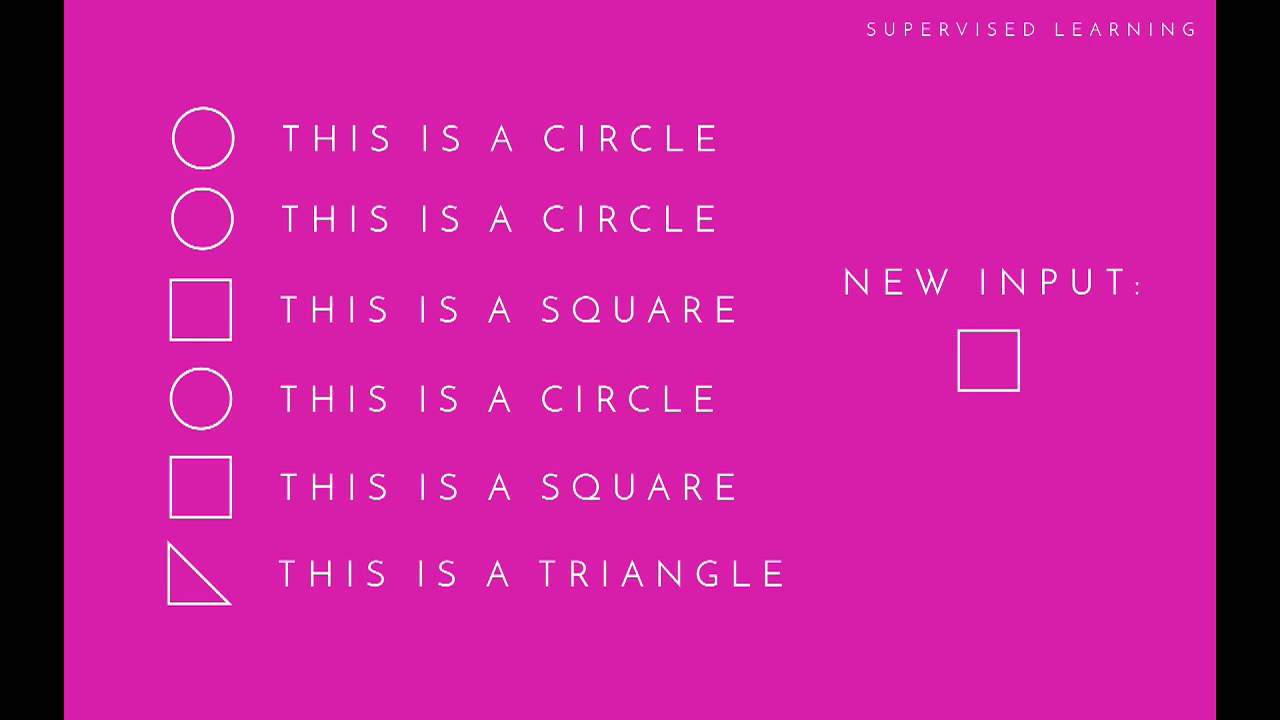 SUPERVISED LEARNING
THIS IS A CIRCLE
THIS IS A CIRCLE
THIS IS A SQUARE
THIS IS A CIRCLE
THIS IS A SQUARE
THIS IS A TRIANGLE
NEW INPUT: